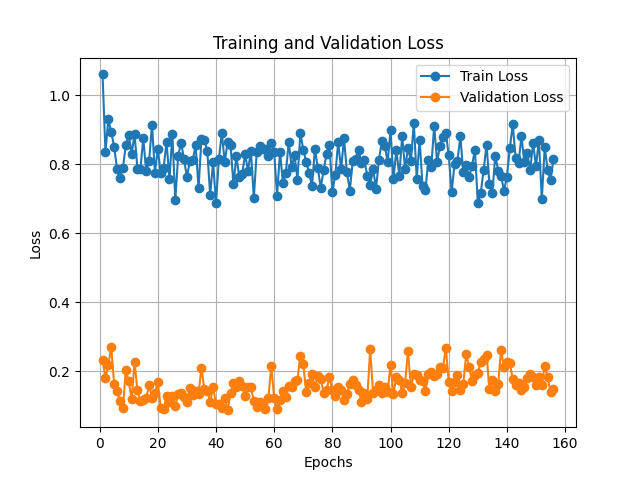 Training and Validation Loss
Train Loss
Validation Loss
1.0
0.8
0.6
0.4
0.2
Loss
0 20 40 60 80 100 120 140 160
Epochs